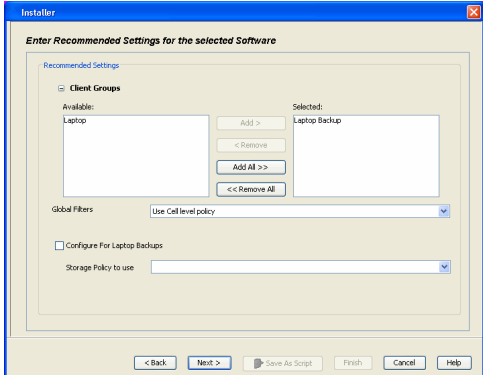 Installer
Enter Recommended Settings for the selected Software
Recommended Settings
Client Groups
Available:
Selected:
Laptop
Laptop Backup
Add >
< Remove
Add All >>
<< Remove All
Global Filters
Use Cell level policy
Configure For Laptop Backups
Storage Policy to use
< Back
Next >
Save As Script
Finish
Cancel
Help